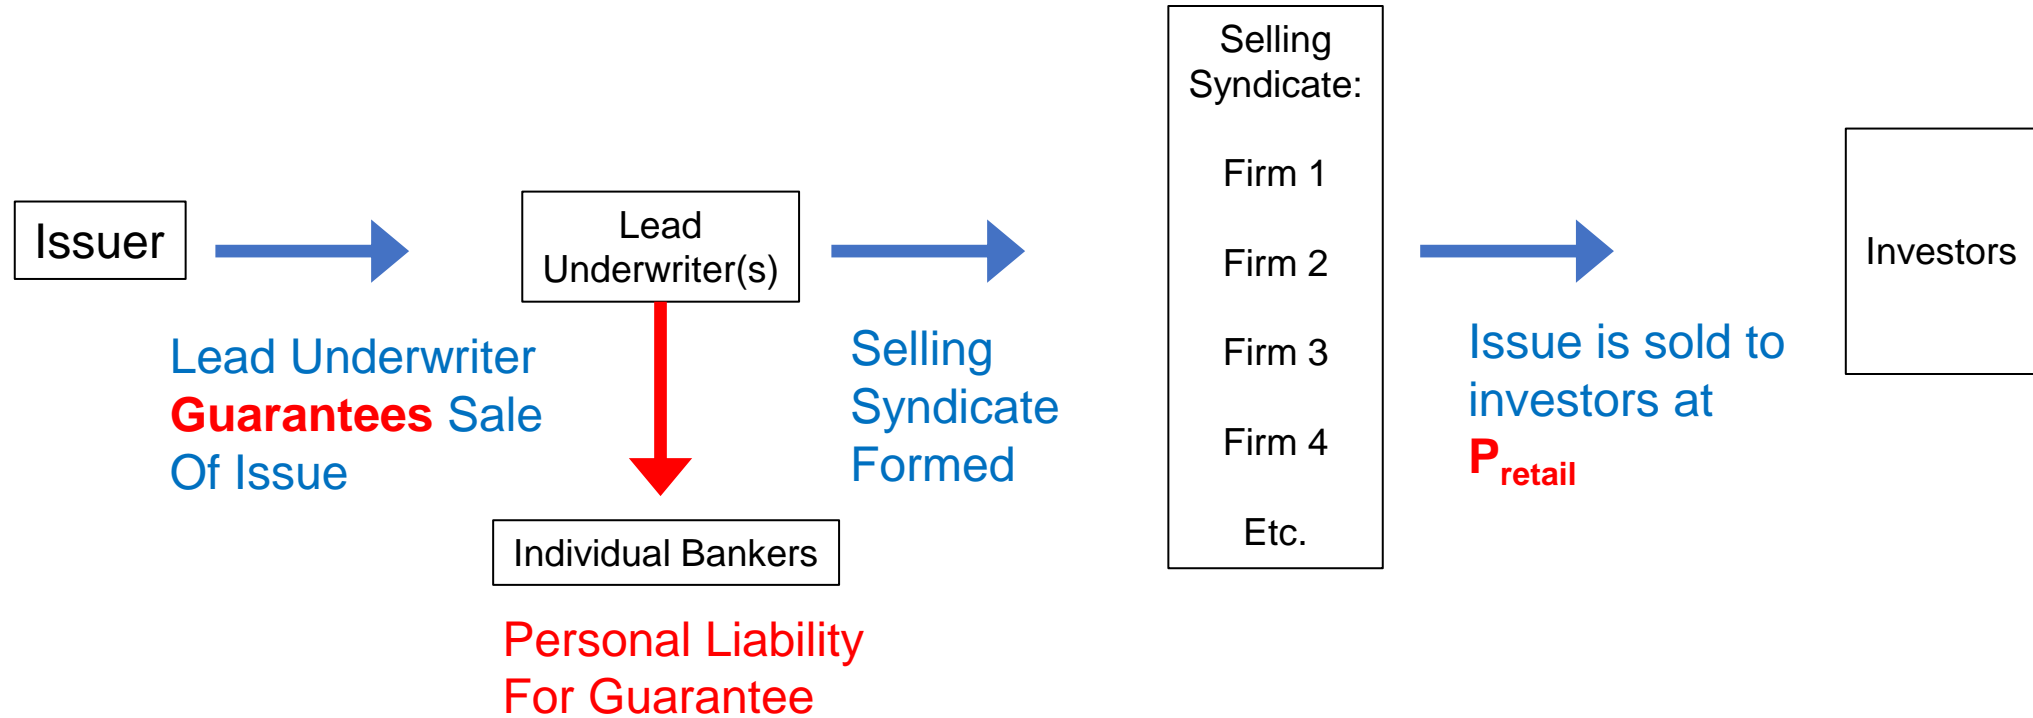 Issuer
Lead Underwriter
Guarantees Sale
Of Issue
Lead
Underwriter(s)
Individual Bankers
Personal Liability
For Guarantee
Selling
Syndicate
Formed
Selling
Syndicate:
Firm 1
Firm 2
Firm 3
Firm 4
Etc.
Issue is sold to
investors at
Pretail
Investors